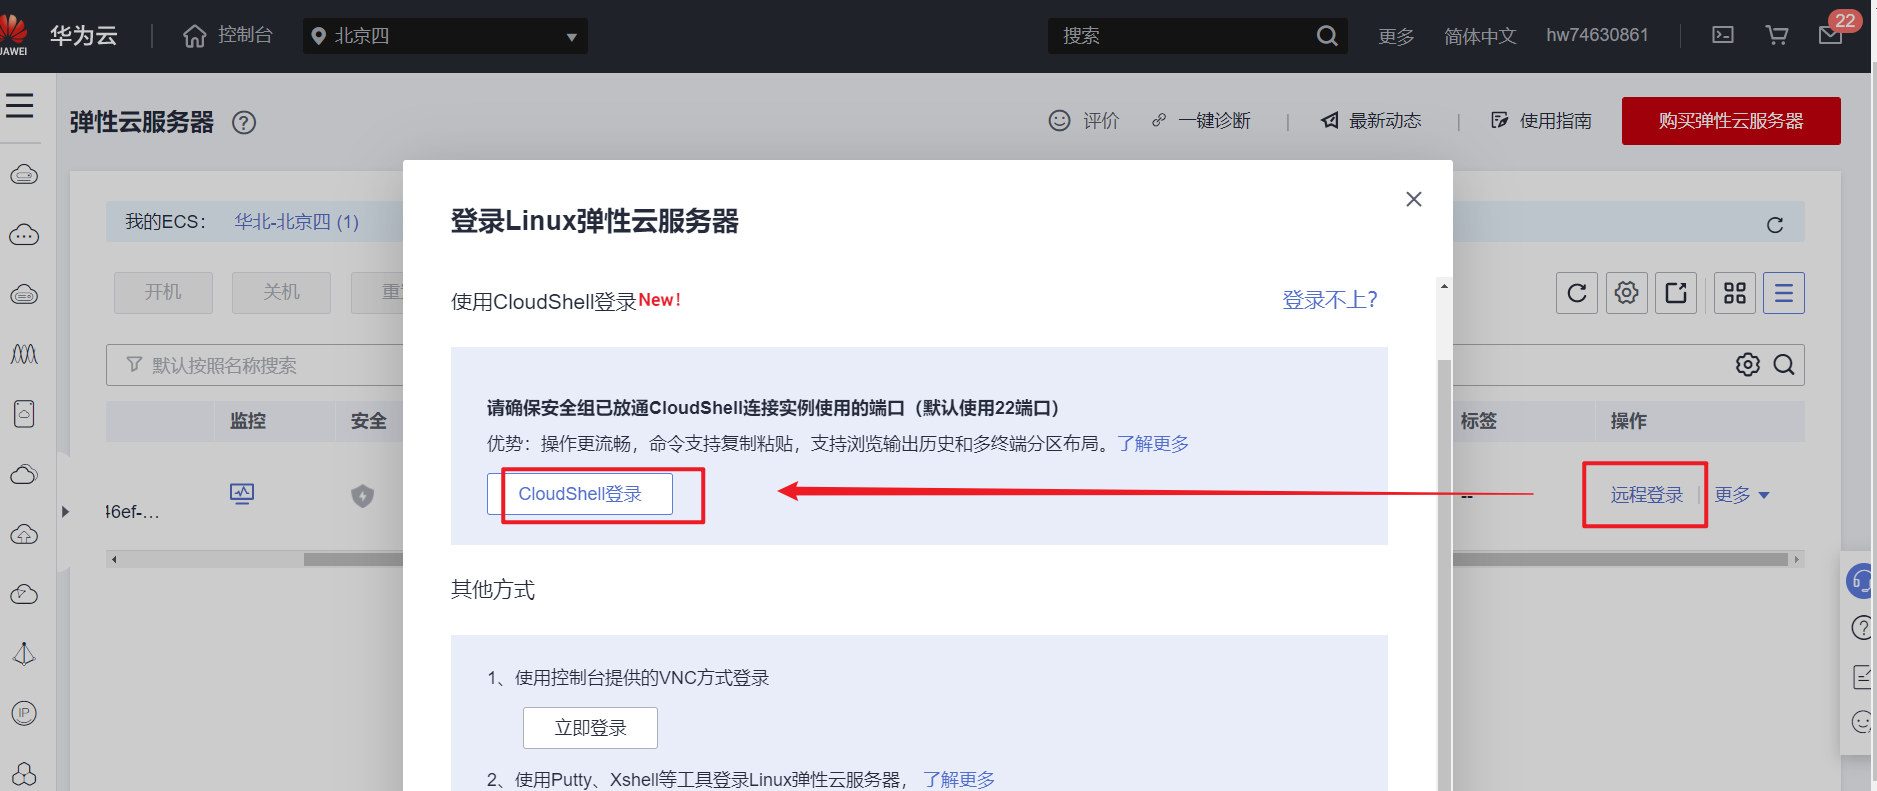 HUAWEI 华为云 控制台 北京四 搜索 更多 简体中文 hw74630861 22
弹性云服务器 评价 一键诊断 最新动态 使用指南 购买弹性云服务器
我的ECS： 华北-北京四 (1)
开机 关机
默认按照名称搜索
监控 安全 标签 操作
46ef-... -- 远程登录 更多
登录Linux弹性云服务器
使用CloudShell登录New! 登录不上?
请确保安全组已放通CloudShell连接实例使用的端口（默认使用22端口）
优势：操作更流畅，命令支持复制粘贴，支持浏览输出历史和多终端分区布局。了解更多
CloudShell登录
其他方式
1、使用控制台提供的VNC方式登录
立即登录
2、使用Putty、Xshell等工具登录Linux弹性云服务器， 了解更多
IP